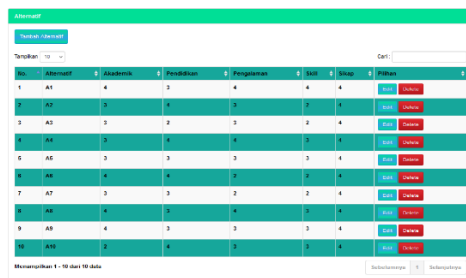 Alternatif
Tambah Alternatif
Tampilkan 10 Cari :
No. Alternatif Akademik Pendidikan Pengalaman Skill Sikap Pilihan
1 A1 4 3 4 4 4 Edit Delete
2 A2 3 4 3 2 4 Edit Delete
3 A3 3 2 3 2 4 Edit Delete
4 A4 3 4 4 3 4 Edit Delete
5 A5 3 3 3 3 4 Edit Delete
6 A6 4 4 2 2 4 Edit Delete
7 A7 3 3 2 2 4 Edit Delete
8 A8 4 3 4 3 4 Edit Delete
9 A9 4 3 3 3 4 Edit Delete
10 A10 2 4 3 3 4 Edit Delete
Menampilkan 1 - 10 dari 10 data Sebelumnya 1 Selanjutnya